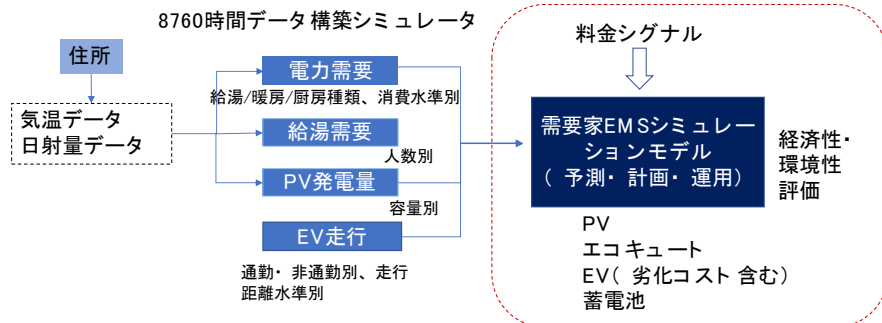 8760時間データ構築シミュレータ
住所
気温データ
日射量データ
電力需要
給湯/暖房/厨房種類、消費水準別
給湯需要
人数別
PV発電量
容量別
EV走行
通勤・非通勤別、走行
距離水準別
料金シグナル
需要家EMSシミュレー
ションモデル
(予測・計画・運用)
経済性・
環境性
評価
PV
エコキュート
EV(劣化コスト含む)
蓄電池